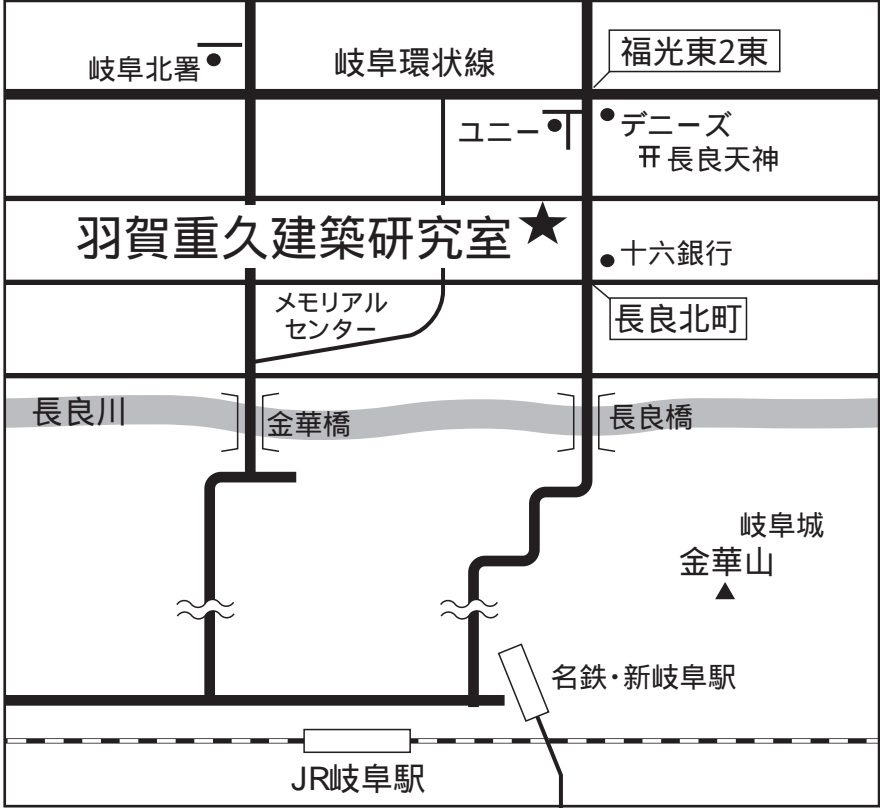 岐阜北署
岐阜環状線
福光東2東
ユニー
デニーズ
長良天神
羽賀重久建築研究室
十六銀行
メモリアル
センター
長良北町
長良川
金華橋
長良橋
岐阜城
金華山
名鉄・新岐阜駅
JR岐阜駅